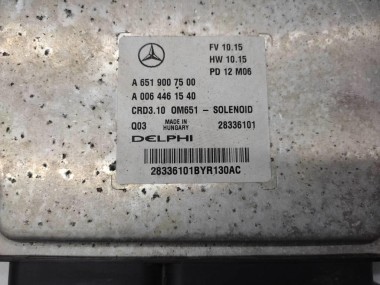 FV 10.15
HW 10.15
PD 12 M06
A 651 900 75 00
A 006 446 15 40
CRD3.10 OM651 - SOLENOID
Q03 MADE IN HUNGARY 28336101
DELPHI
28336101BYR130AC